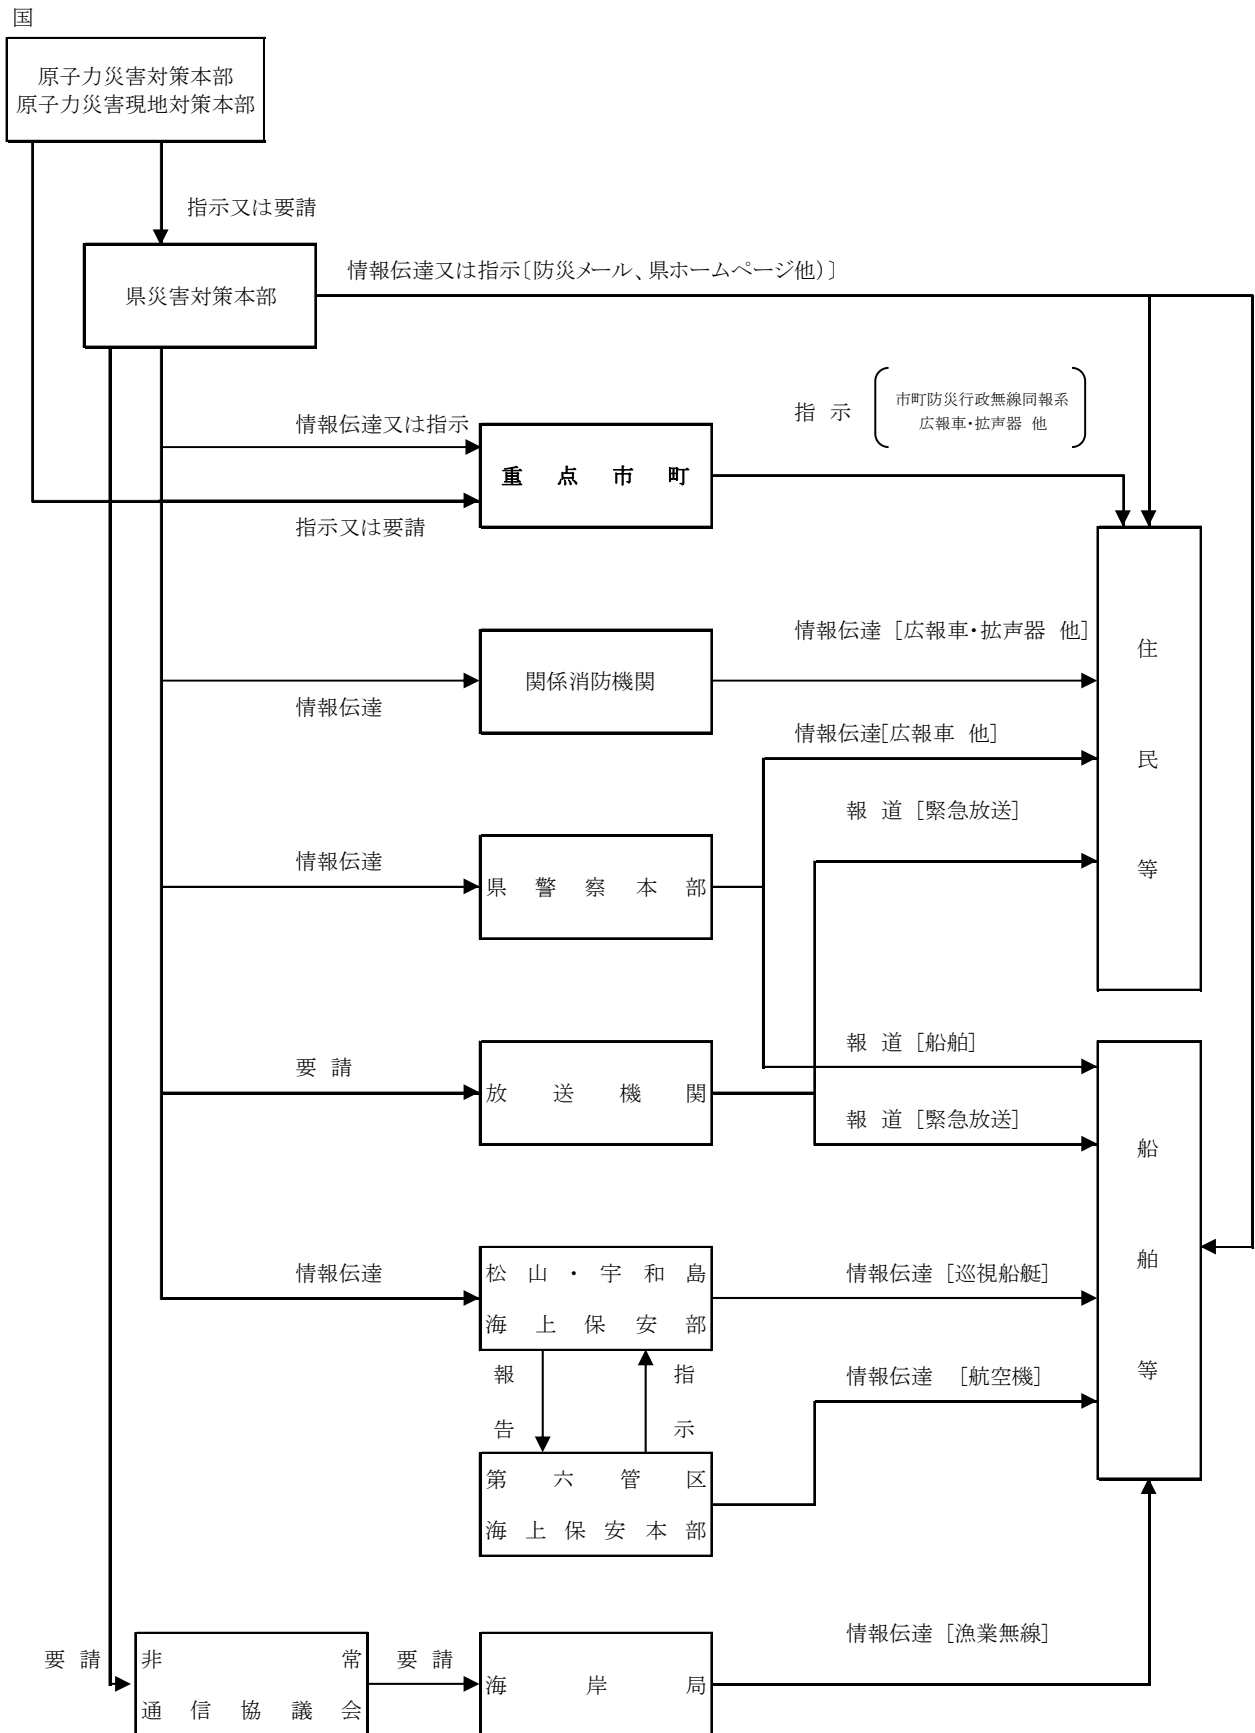 国
原子力災害対策本部
原子力災害現地対策本部
指示又は要請
情報伝達又は指示〔防災メール、県ホームページ他)〕
県災害対策本部
市町防災行政無線同報系
指 示
広報車・拡声器 他
情報伝達又は指示
重 点 市 町
指示又は要請
情報伝達 [広報車・拡声器 他]
住
民
等
関係消防機関
情報伝達
情報伝達[広報車 他]
報 道 [緊急放送]
情報伝達
県 警 察 本 部
報 道 [船舶]
要 請
放 送 機 関
報 道 [緊急放送]
船
舶
等
情報伝達
松 山 ・ 宇 和 島
海 上 保 安 部
情報伝達 [巡視船艇]
報
告
指
示
情報伝達 [航空機]
第 六 管 区
海 上 保 安 本 部
情報伝達 [漁業無線]
要 請
非 常
通 信 協 議 会
要 請
海 岸 局